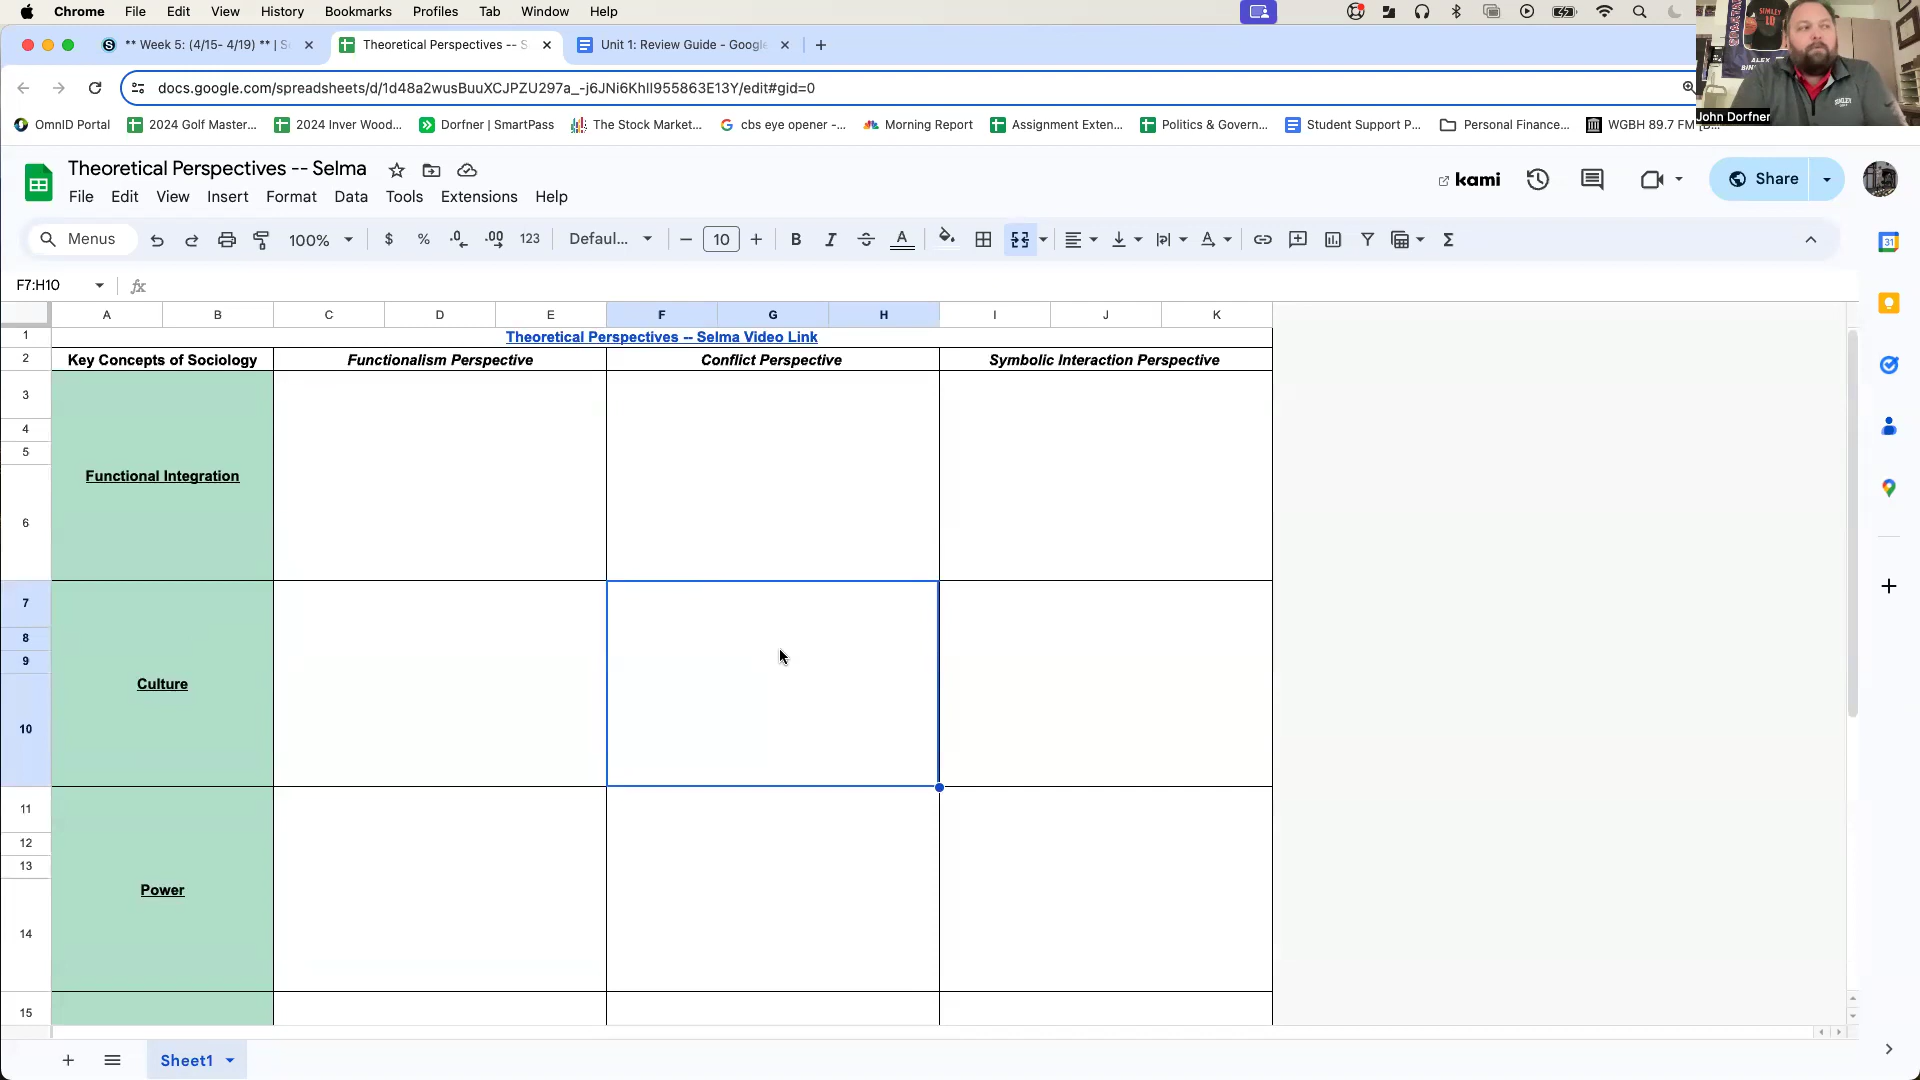 Chrome File Edit View History Bookmarks Profiles Tab Window Help
** Week 5: (4/15- 4/19) ** | S
Theoretical Perspectives -- S
Unit 1: Review Guide - Google
docs.google.com/spreadsheets/d/1d48a2wusBuuXCJPZU297a_-j6JNi6KhlI955863E13Y/edit#gid=0
OmnID Portal 2024 Golf Master... 2024 Inver Wood... Dorfner | SmartPass The Stock Market... cbs eye opener -... Morning Report Assignment Exten... Politics & Govern... Student Support P... Personal Finance... WGBH 89.7 FM
SIMLEY
John Dorfner
Theoretical Perspectives -- Selma
File Edit View Insert Format Data Tools Extensions Help
kami
Share
Menus 100% $ % .0 .00 123 Defaul... 10 B I A
31
F7:H10 fx
A B C D E F G H I J K
1 Theoretical Perspectives -- Selma Video Link
2 Key Concepts of Sociology Functionalism Perspective Conflict Perspective Symbolic Interaction Perspective
3
4
5
Functional Integration
6
7
8
9
Culture
10
11
12
13
Power
14
15
Sheet1